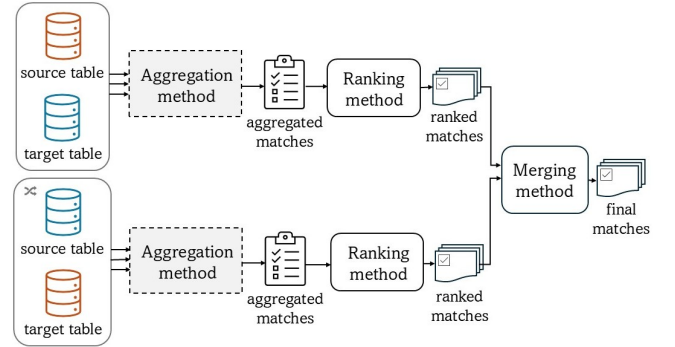 source table
target table
Aggregation
method
aggregated
matches
Ranking
method
ranked
matches
source table
target table
Aggregation
method
aggregated
matches
Ranking
method
ranked
matches
Merging
method
final
matches